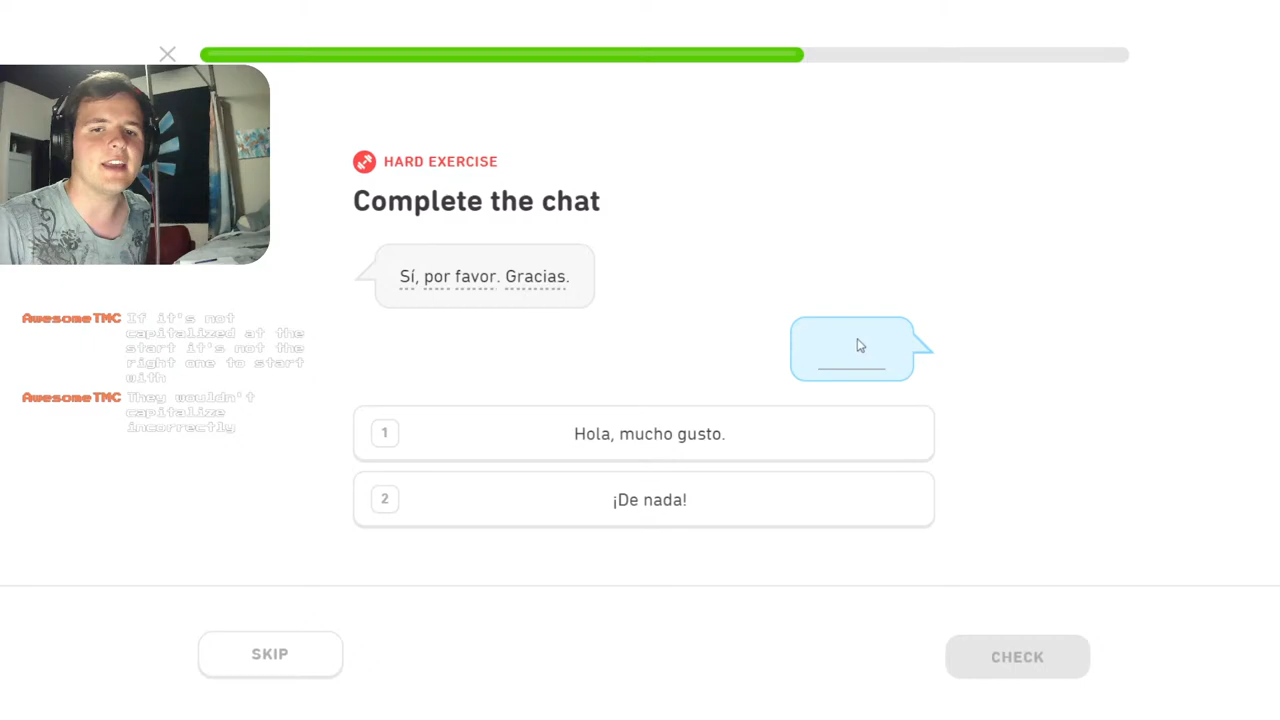 HARD EXERCISE
Complete the chat
Sí, por favor. Gracias.
AwesomeTMC If it's not
capitalized at the
start it's not the
right one to start
with
AwesomeTMC They wouldn't
capitalize
incorrectly
1 Hola, mucho gusto.
2 ¡De nada!
SKIP
CHECK